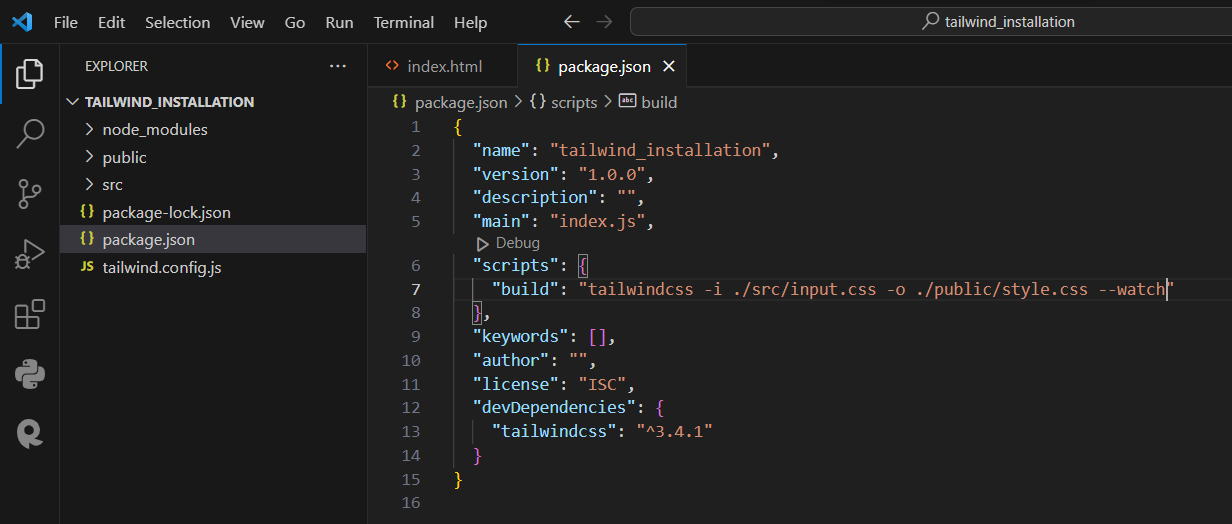 File Edit Selection View Go Run Terminal Help
tailwind_installation
EXPLORER
TAILWIND_INSTALLATION
node_modules
public
src
{} package-lock.json
{} package.json
JS tailwind.config.js
<> index.html
{} package.json
{} package.json > {} scripts > abc build
1 {
2 "name": "tailwind_installation",
3 "version": "1.0.0",
4 "description": "",
5 "main": "index.js",
Debug
6 "scripts": {
7 "build": "tailwindcss -i ./src/input.css -o ./public/style.css --watch"
8 },
9 "keywords": [],
10 "author": "",
11 "license": "ISC",
12 "devDependencies": {
13 "tailwindcss": "^3.4.1"
14 }
15 }
16